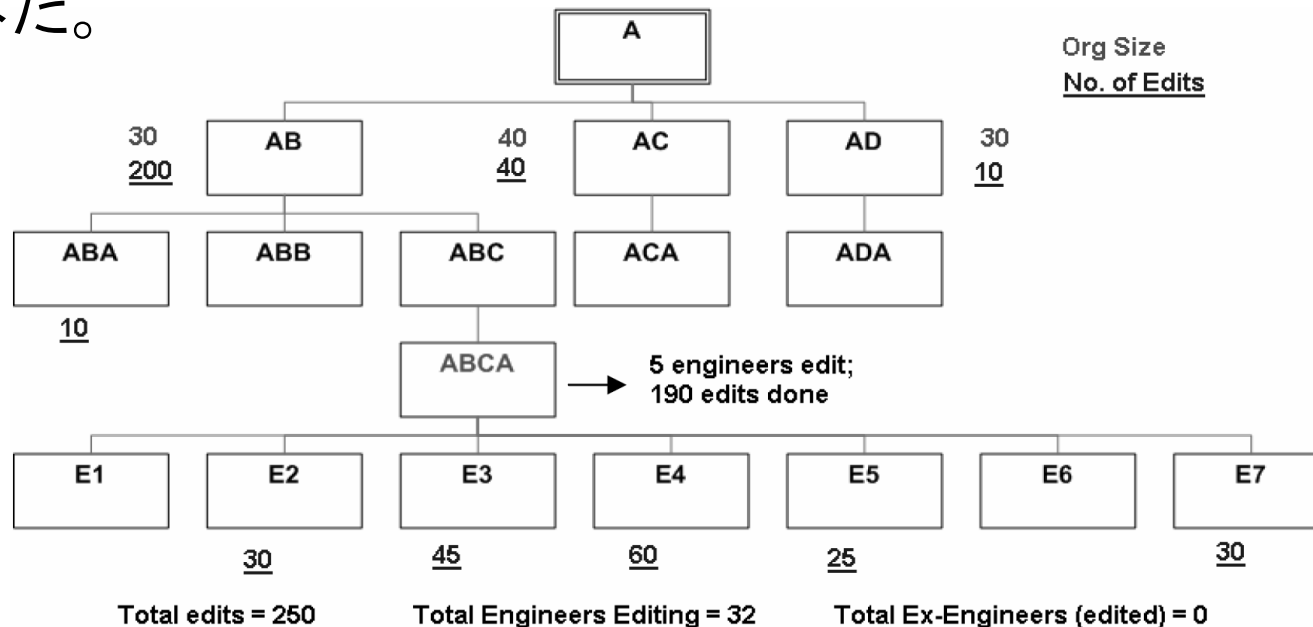 た。
A
Org Size
No. of Edits
30
200
AB
40
40
AC
AD
30
10
ABA
ABB
ABC
ACA
ADA
10
ABCA
5 engineers edit;
190 edits done
E1
E2
E3
E4
E5
E6
E7
30
45
60
25
30
Total edits = 250
Total Engineers Editing = 32
Total Ex-Engineers (edited) = 0